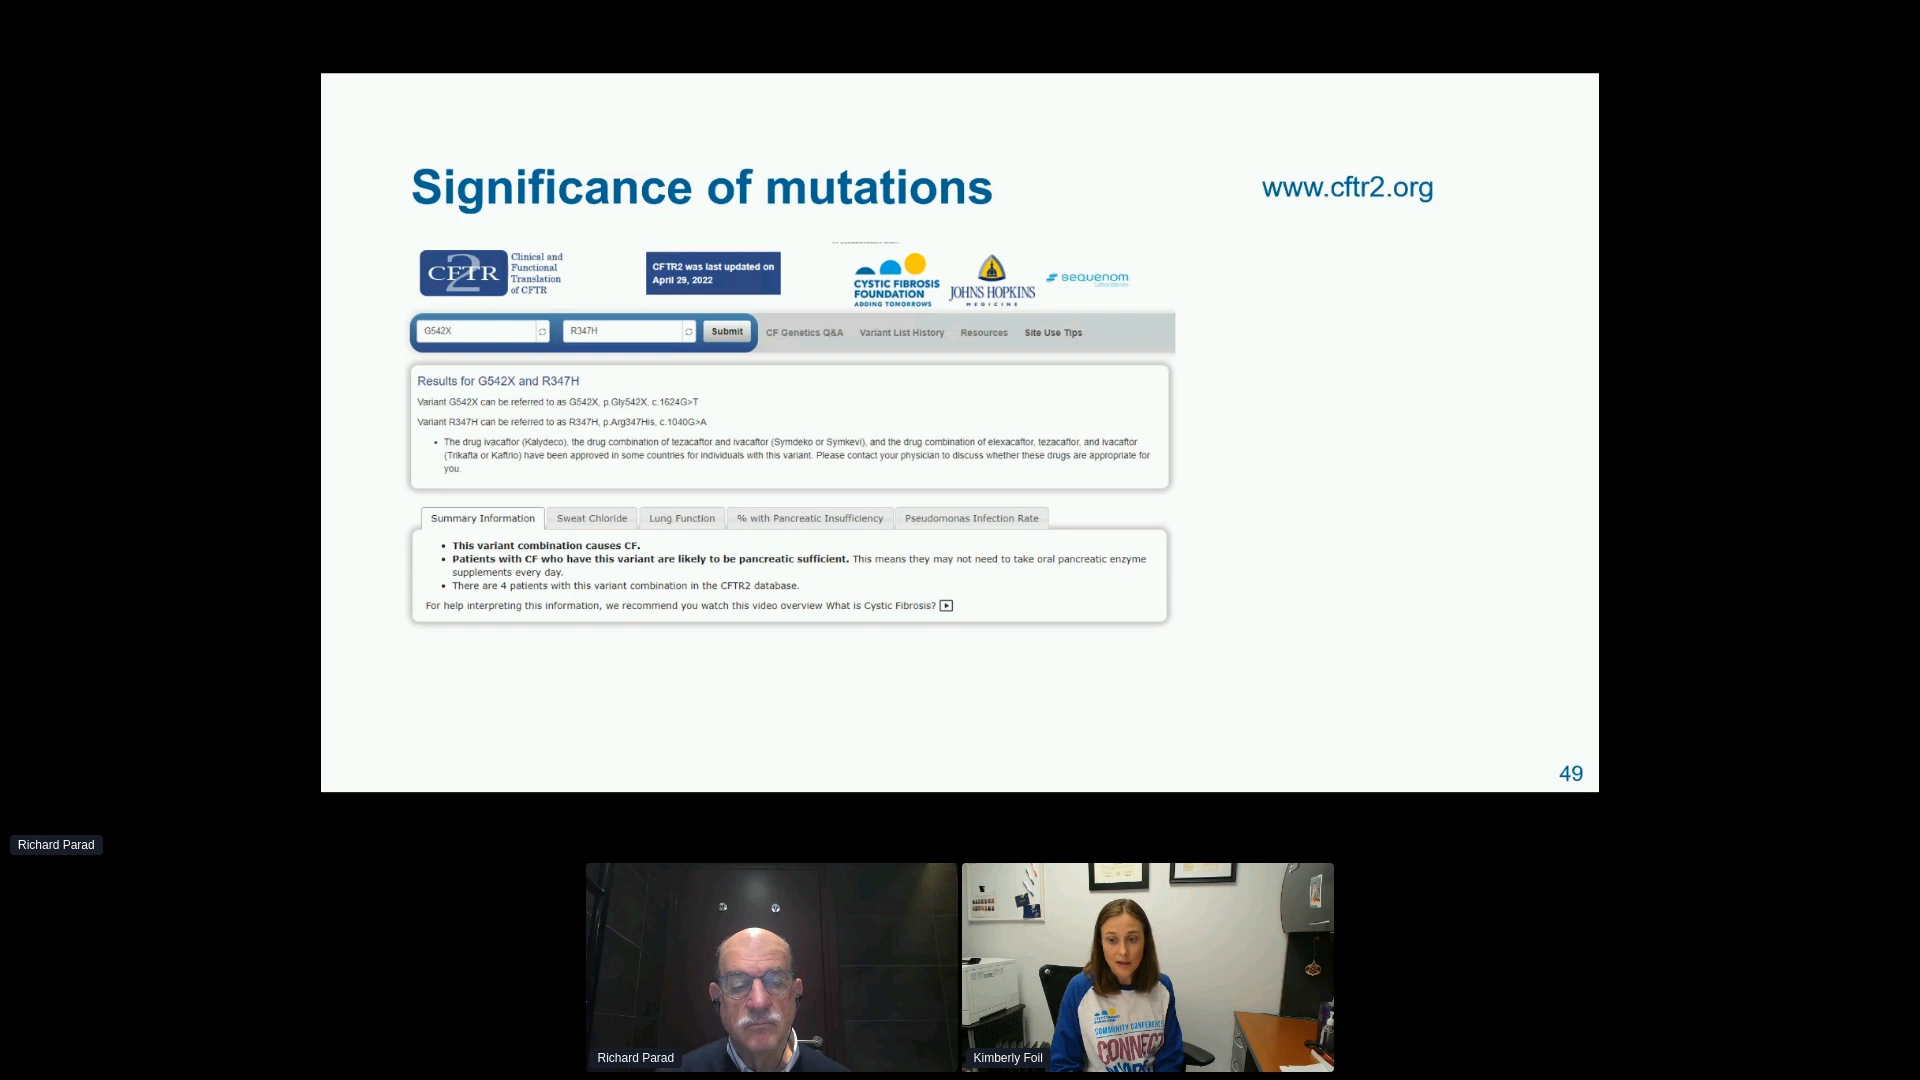 Significance of mutations
www.cftr2.org
CFTR
2
Clinical and
Functional
Translation
of CFTR
CFTR2 was last updated on
April 29, 2022
CYSTIC FIBROSIS
FOUNDATION
ADDING TOMORROWS
JOHNS HOPKINS
MEDICINE
sequenom
Laboratories
G542X
R347H
Submit
CF Genetics Q&A
Variant List History
Resources
Site Use Tips
Results for G542X and R347H
Variant G542X can be referred to as G542X, p.Gly542X, c.1624G>T
Variant R347H can be referred to as R347H, p.Arg347His, c.1040G>A
• The drug ivacaftor (Kalydeco), the drug combination of tezacaftor and ivacaftor (Symdeko or Symkevi), and the drug combination of elexacaftor, tezacaftor, and ivacaftor
(Trikafta or Kaftrio) have been approved in some countries for individuals with this variant. Please contact your physician to discuss whether these drugs are appropriate for
you.
Summary Information
Sweat Chloride
Lung Function
% with Pancreatic Insufficiency
Pseudomonas Infection Rate
• This variant combination causes CF.
• Patients with CF who have this variant are likely to be pancreatic sufficient. This means they may not need to take oral pancreatic enzyme
supplements every day.
• There are 4 patients with this variant combination in the CFTR2 database.
For help interpreting this information, we recommend you watch this video overview What is Cystic Fibrosis?
49
Richard Parad
Richard Parad
Kimberly Foil
COMMUNITY CONFERENCE